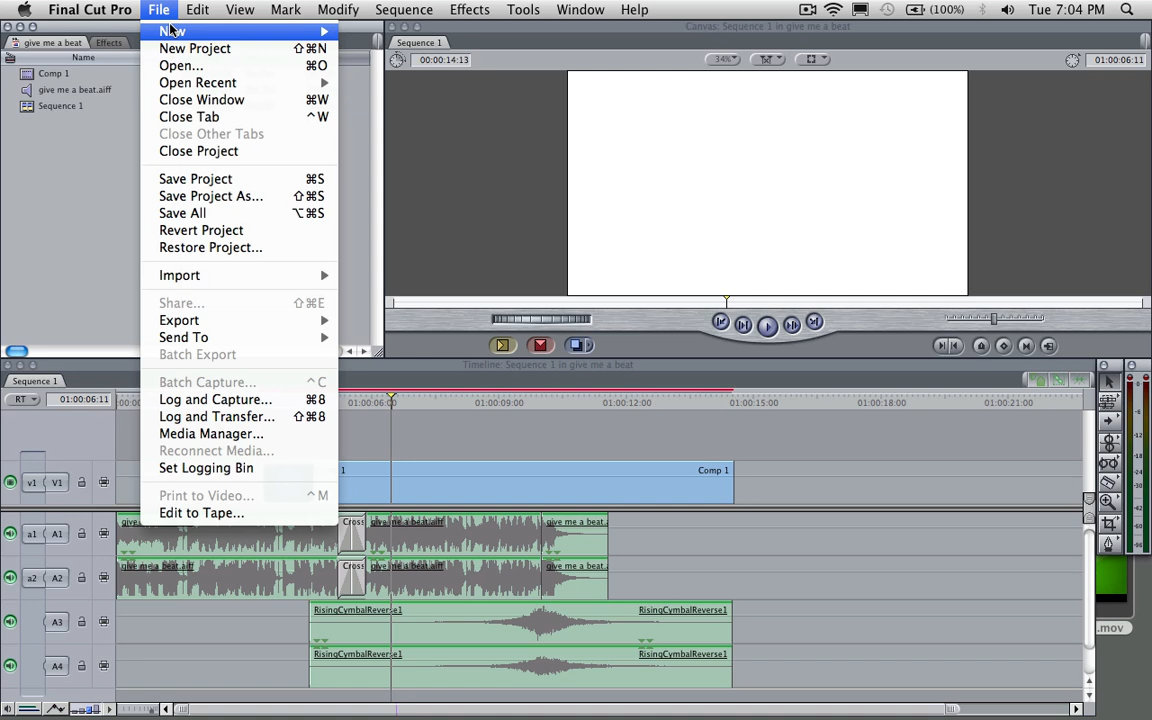 Final Cut Pro File Edit View Mark Modify Sequence Effects Tools Window Help (100%) Tue 7:04 PM
give me a beat Effects
Name
Comp 1
give me a beat.aiff
Sequence 1
New
New Project ⇧⌘N
Open... ⌘O
Open Recent
Close Window ⌘W
Close Tab ^W
Close Other Tabs
Close Project
Save Project ⌘S
Save Project As... ⇧⌘S
Save All ⌥⌘S
Revert Project
Restore Project...
Import
Share... ⇧⌘E
Export
Send To
Batch Export
Batch Capture... ^C
Log and Capture... ⌘8
Log and Transfer... ⇧⌘8
Media Manager...
Reconnect Media...
Set Logging Bin
Print to Video... ^M
Edit to Tape...
Canvas: Sequence 1 in give me a beat
Sequence 1
00:00:14:13 34% 01:00:06:11
Timeline: Sequence 1 in give me a beat
Sequence 1
RT 01:00:06:11 01:00:06:00 01:00:09:00 01:00:12:00 01:00:15:00 01:00:18:00 01:00:21:00
v1 V1 Comp 1
a1 A1 give me a beat.aiff give me a beat.a
a2 A2 give me a beat.aiff give me a beat.aiff give me a beat.a
A3 RisingCymbalReverse1 RisingCymbalReverse1
A4 RisingCymbalReverse1 RisingCymbalReverse1
.mov